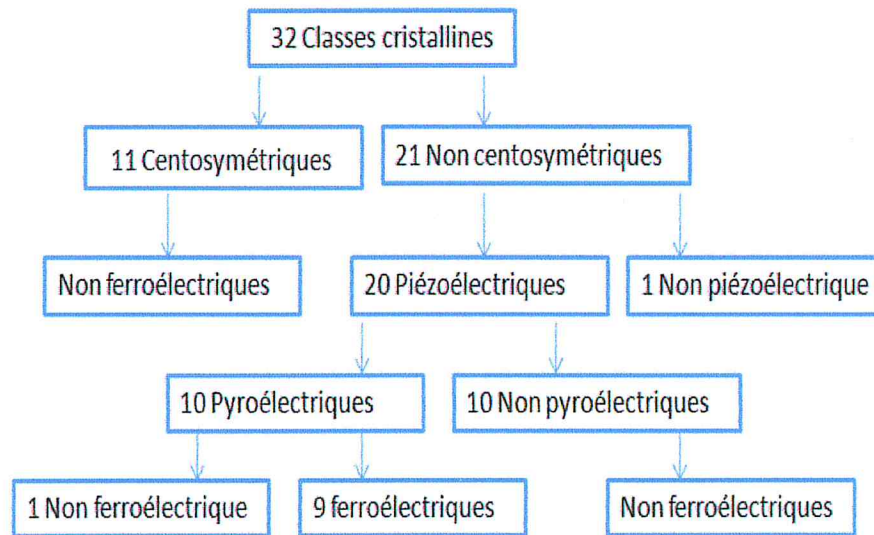 32 Classes cristallines
11 Centosymétriques
21 Non centosymétriques
Non ferroélectriques
20 Piézoélectriques
1 Non piézoélectrique
10 Pyroélectriques
10 Non pyroélectriques
1 Non ferroélectrique
9 ferroélectriques
Non ferroélectriques